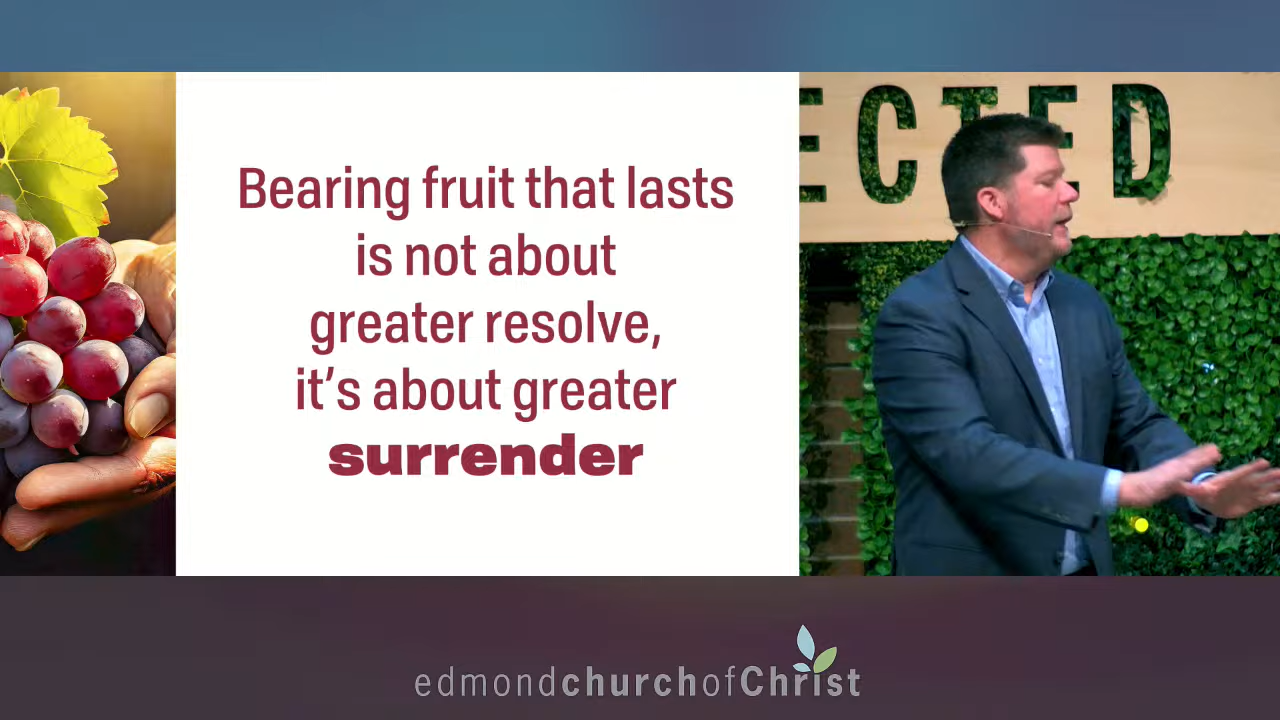 Bearing fruit that lasts
is not about
greater resolve,
it's about greater
surrender
ECTED
edmondchurchofChrist